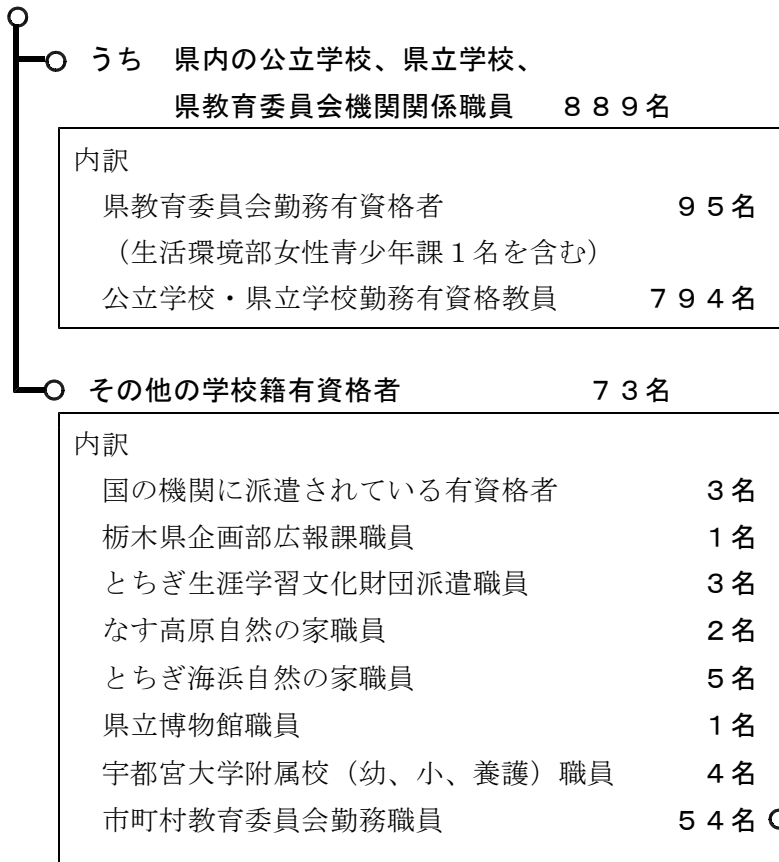 うち　県内の公立学校、県立学校、
県教育委員会機関関係職員　８８９名
内訳
県教育委員会勤務有資格者　９５名
（生活環境部女性青少年課１名を含む）
公立学校・県立学校勤務有資格教員　７９４名
その他の学校籍有資格者　７３名
内訳
国の機関に派遣されている有資格者　３名
栃木県企画部広報課職員　１名
とちぎ生涯学習文化財団派遣職員　３名
なす高原自然の家職員　２名
とちぎ海浜自然の家職員　５名
県立博物館職員　１名
宇都宮大学附属校（幼、小、養護）職員　４名
市町村教育委員会勤務職員　５４名